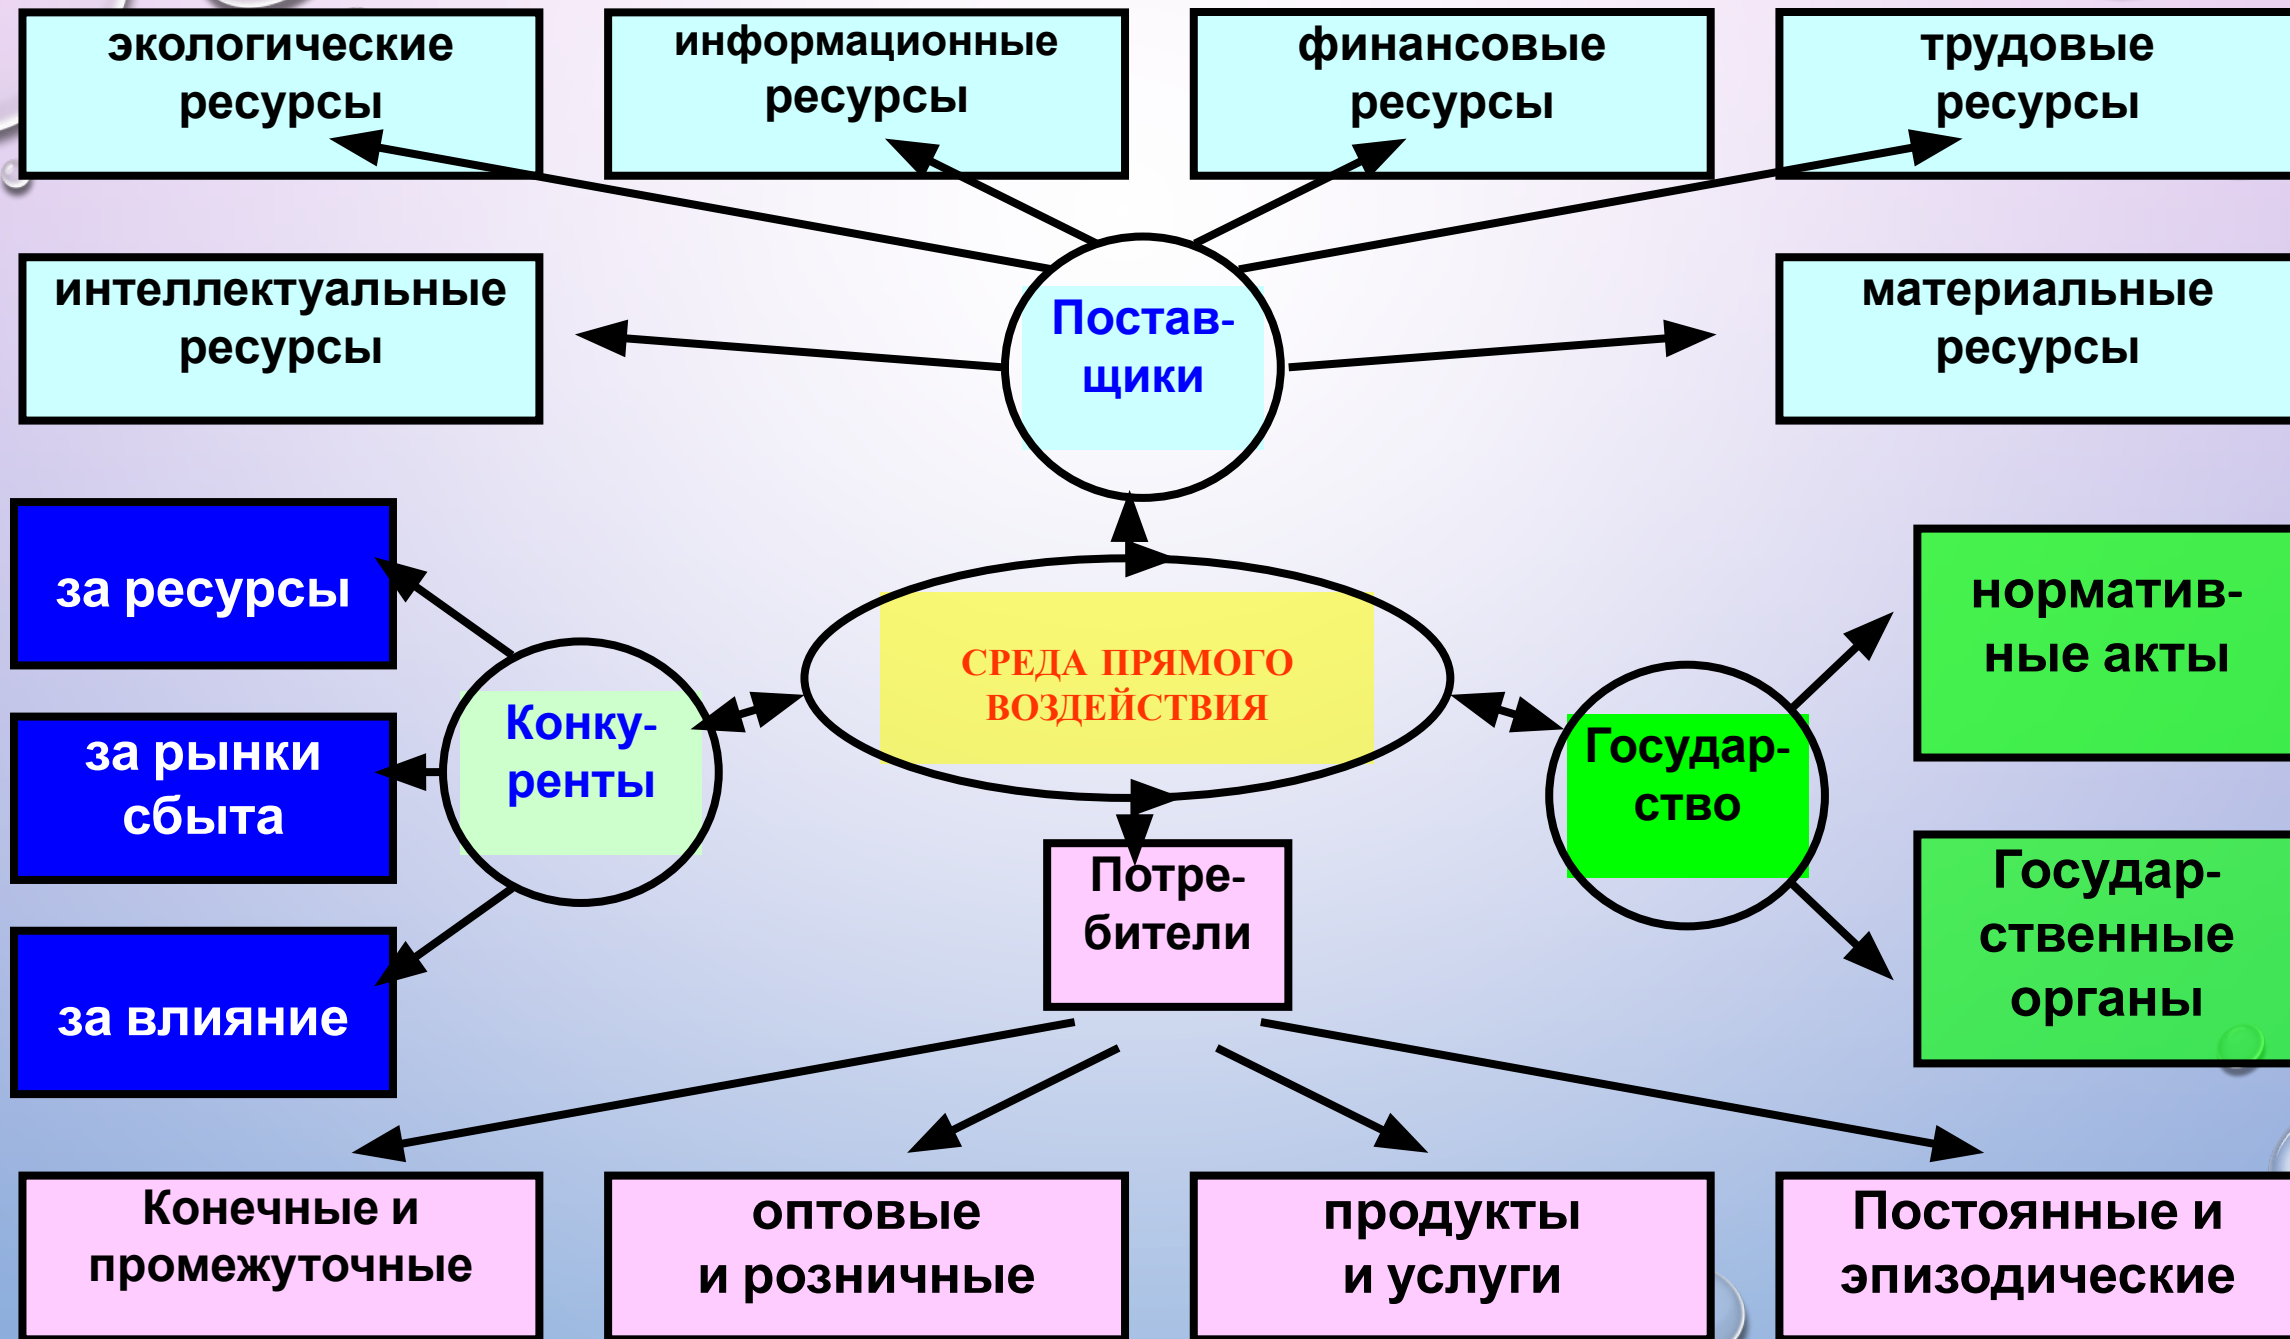 экологические
ресурсы
информационные
ресурсы
финансовые
ресурсы
трудовые
ресурсы
интеллектуальные
ресурсы
Постав-
щики
материальные
ресурсы
за ресурсы
за рынки
сбыта
за влияние
Конку-
ренты
СРЕДА ПРЯМОГО
ВОЗДЕЙСТВИЯ
Государ-
ство
норматив-
ные акты
Государ-
ственные
органы
Потре-
бители
Конечные и
промежуточные
оптовые
и розничные
продукты
и услуги
Постоянные и
эпизодические